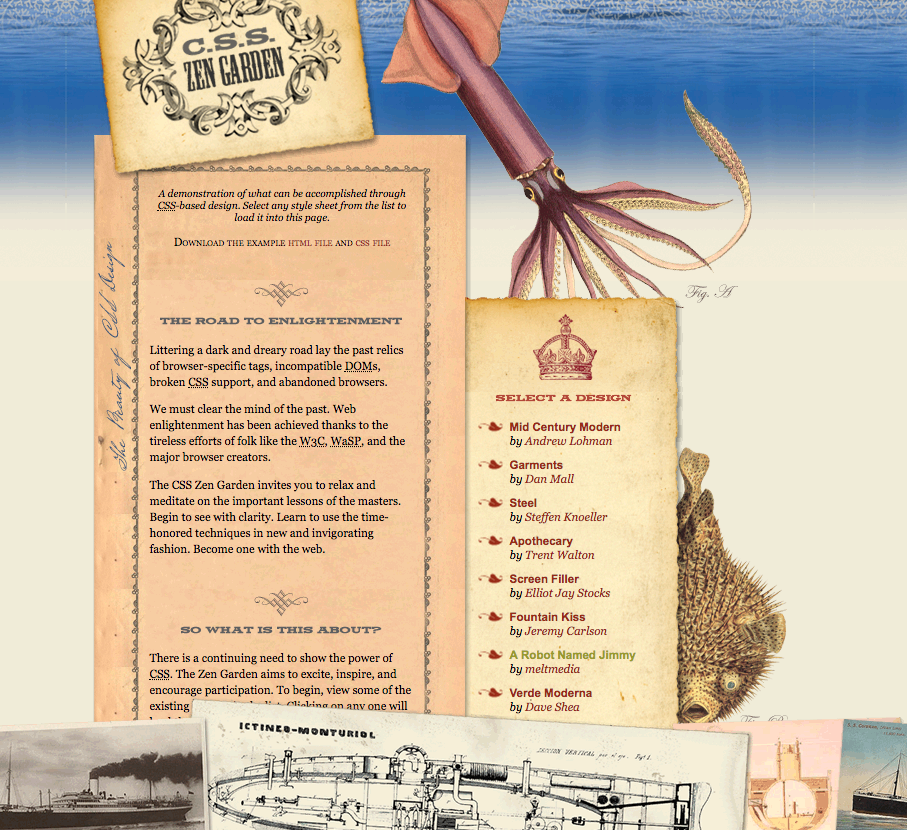 C.S.S.
ZEN GARDEN
A demonstration of what can be accomplished through
CSS-based design. Select any style sheet from the list to
load it into this page.
Download the example html file and css file
The Beauty of CSS Design
THE ROAD TO ENLIGHTENMENT
Littering a dark and dreary road lay the past relics
of browser-specific tags, incompatible DOMs,
broken CSS support, and abandoned browsers.
We must clear the mind of the past. Web
enlightenment has been achieved thanks to the
tireless efforts of folk like the W3C, WaSP, and the
major browser creators.
The CSS Zen Garden invites you to relax and
meditate on the important lessons of the masters.
Begin to see with clarity. Learn to use the time-
honored techniques in new and invigorating
fashion. Become one with the web.
SO WHAT IS THIS ABOUT?
There is a continuing need to show the power of
CSS. The Zen Garden aims to excite, inspire, and
encourage participation. To begin, view some of the
existing list. Clicking on any one will
Fig. A
SELECT A DESIGN
Mid Century Modern
by Andrew Lohman
Garments
by Dan Mall
Steel
by Steffen Knoeller
Apothecary
by Trent Walton
Screen Filler
by Elliot Jay Stocks
Fountain Kiss
by Jeremy Carlson
A Robot Named Jimmy
by meltmedia
Verde Moderna
by Dave Shea
ICTINEO-MONTURIOL
SECCION VERTICAL
Fig. 1.